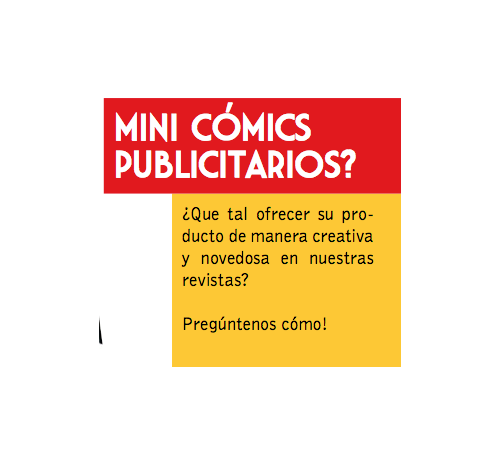 MINI CÓMICS
PUBLICITARIOS?
¿Que tal ofrecer su pro-
ducto de manera creativa
y novedosa en nuestras
revistas?
Pregúntenos cómo!